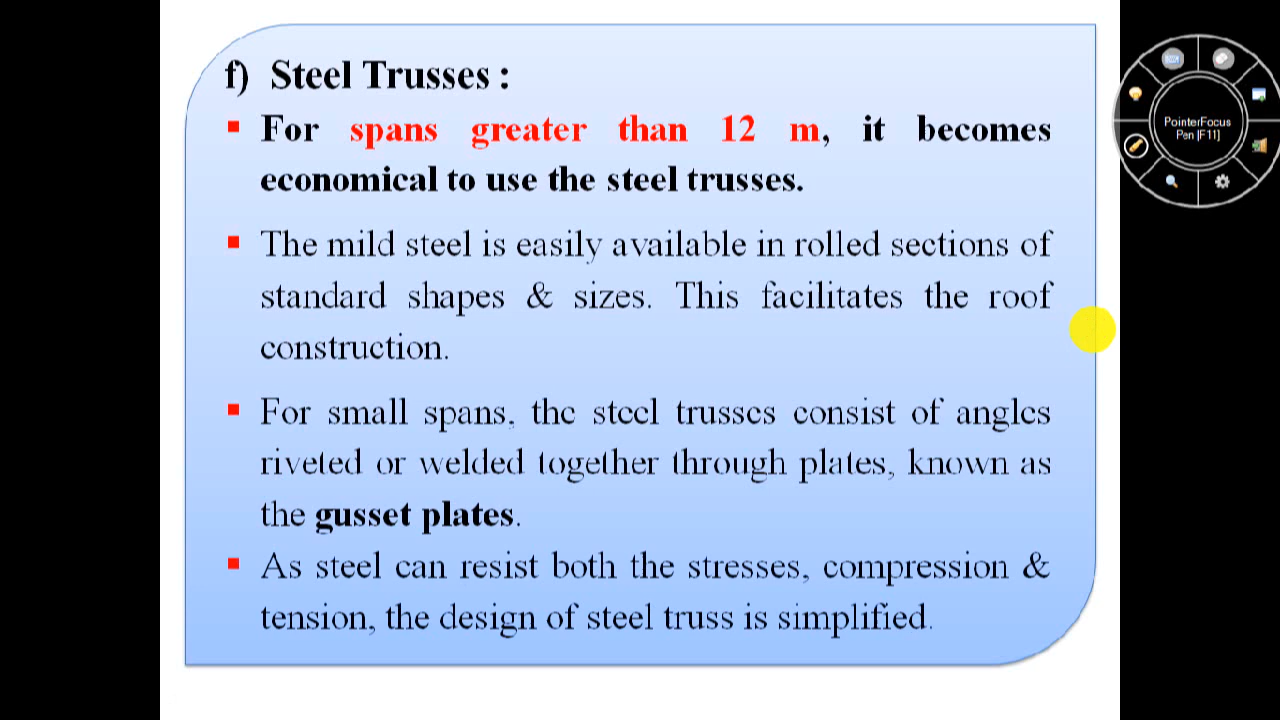 f) Steel Trusses :
▪ For spans greater than 12 m, it becomes
economical to use the steel trusses.
▪ The mild steel is easily available in rolled sections of
standard shapes & sizes. This facilitates the roof
construction.
▪ For small spans, the steel trusses consist of angles
riveted or welded together through plates, known as
the gusset plates.
▪ As steel can resist both the stresses, compression &
tension, the design of steel truss is simplified.
PointerFocus
Pen [F11]